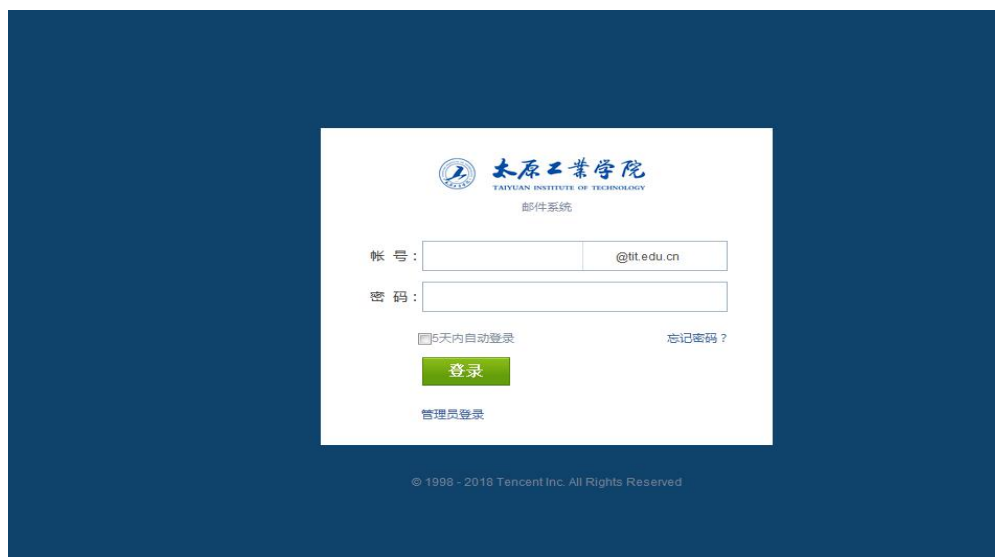 太原工業学院
TAIYUAN INSTITUTE OF TECHNOLOGY
邮件系统
帐 号：
@tit.edu.cn
密 码：
5天内自动登录 忘记密码？
登录
管理员登录
© 1998 - 2018 Tencent Inc. All Rights Reserved